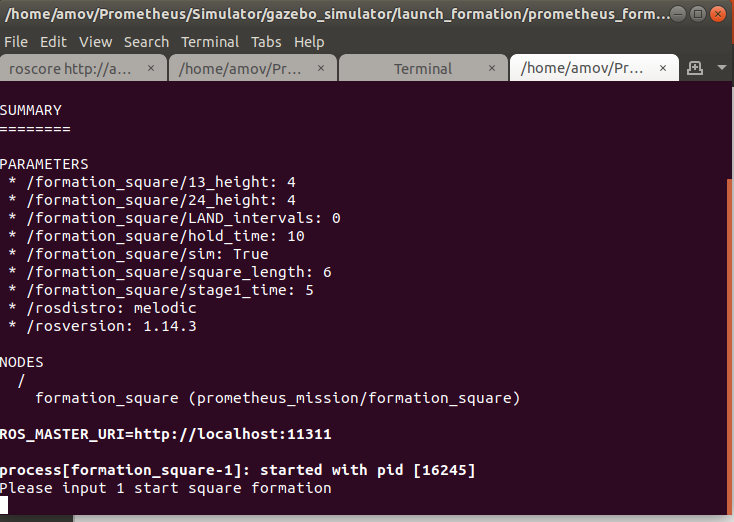 /home/amov/Prometheus/Simulator/gazebo_simulator/launch_formation/prometheus_form...
File Edit View Search Terminal Tabs Help
roscore http://a... × /home/amov/Pr... × Terminal × /home/amov/Pr... ×
SUMMARY
========
PARAMETERS
* /formation_square/13_height: 4
* /formation_square/24_height: 4
* /formation_square/LAND_intervals: 0
* /formation_square/hold_time: 10
* /formation_square/sim: True
* /formation_square/square_length: 6
* /formation_square/stage1_time: 5
* /rosdistro: melodic
* /rosversion: 1.14.3
NODES
/
formation_square (prometheus_mission/formation_square)
ROS_MASTER_URI=http://localhost:11311
process[formation_square-1]: started with pid [16245]
Please input 1 start square formation